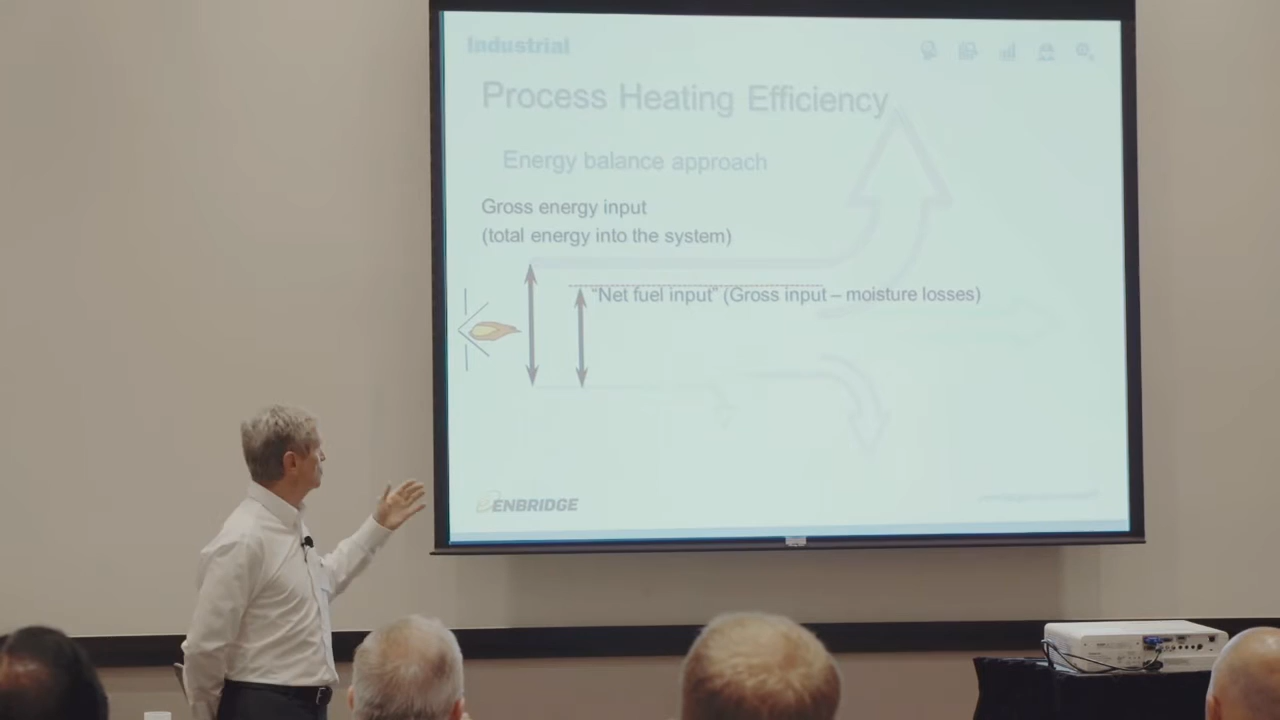 Industrial
Process Heating Efficiency
Energy balance approach
Gross energy input
(total energy into the system)
"Net fuel input" (Gross input – moisture losses)
ENBRIDGE